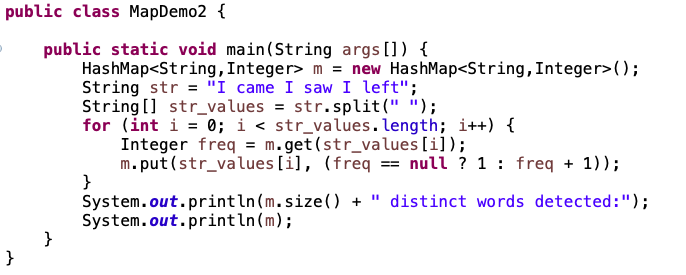 public class MapDemo2 {
public static void main(String args[]) {
HashMap<String,Integer> m = new HashMap<String,Integer>();
String str = "I came I saw I left";
String[] str_values = str.split(" ");
for (int i = 0; i < str_values.length; i++) {
Integer freq = m.get(str_values[i]);
m.put(str_values[i], (freq == null ? 1 : freq + 1));
}
System.out.println(m.size() + " distinct words detected:");
System.out.println(m);
}
}